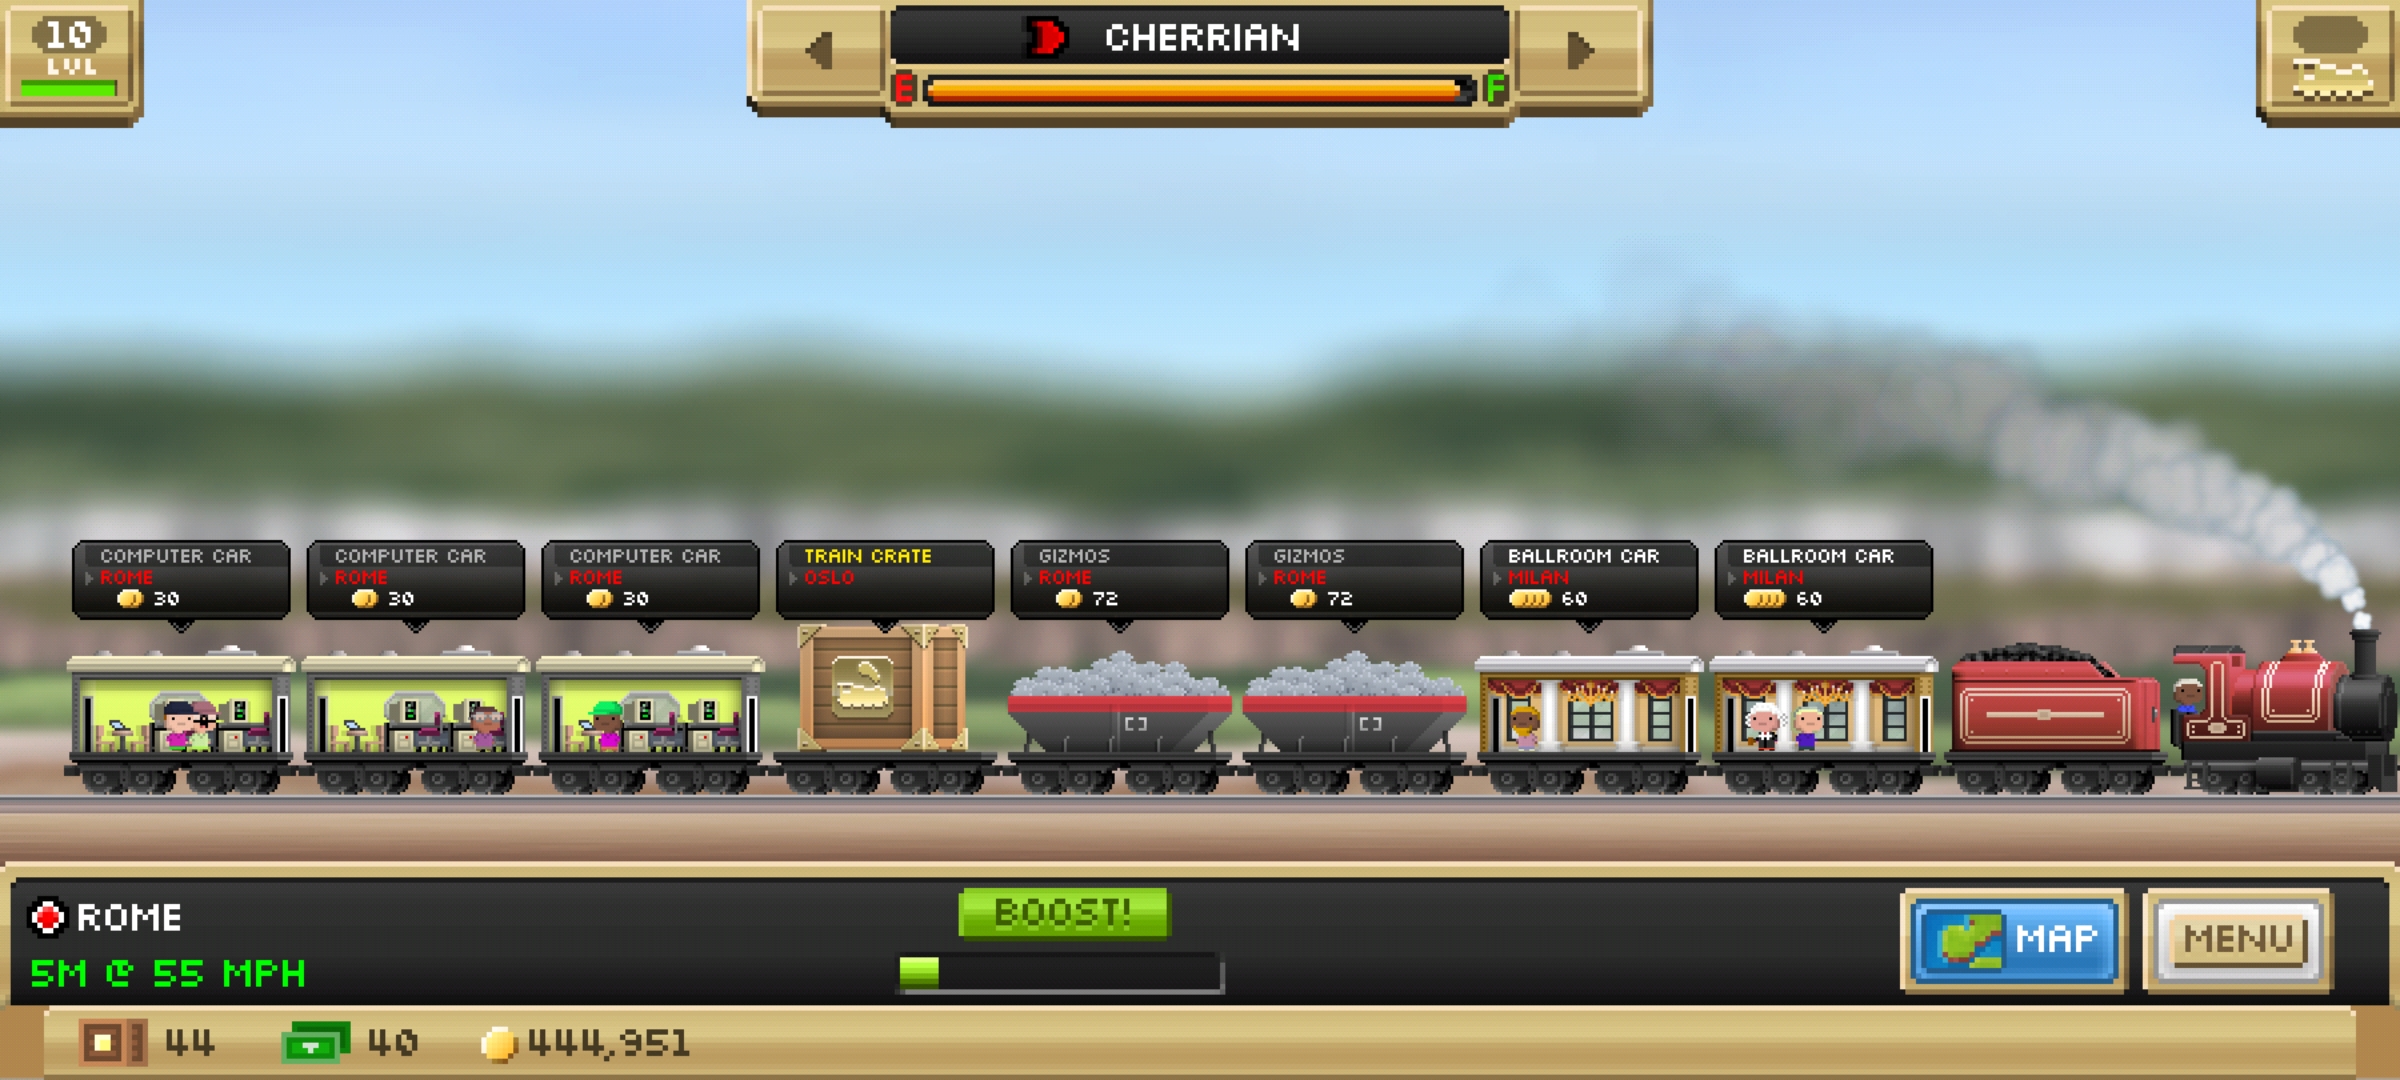 10
LVL
CHERRIAN
E F
COMPUTER CAR
ROME
30
COMPUTER CAR
ROME
30
COMPUTER CAR
ROME
30
TRAIN CRATE
OSLO
GIZMOS
ROME
72
GIZMOS
ROME
72
BALLROOM CAR
MILAN
60
BALLROOM CAR
MILAN
60
ROME
5M @ 55 MPH
BOOST!
MAP
MENU
44
40
444,951